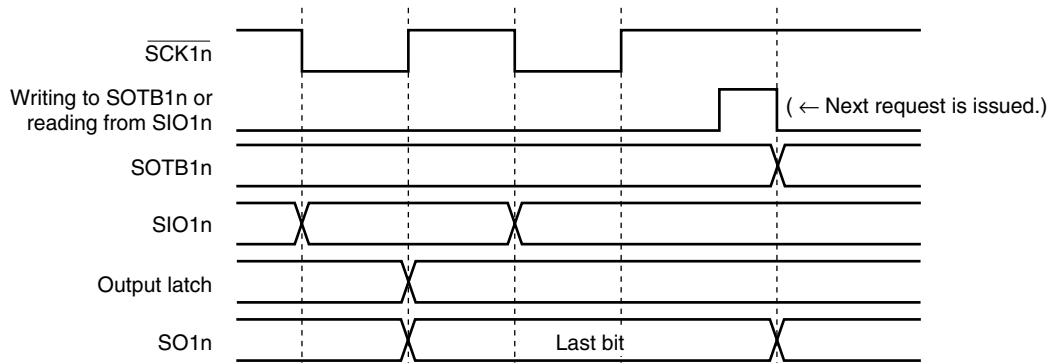 SCK1n
Writing to SOTB1n or
reading from SIO1n
( ← Next request is issued.)
SOTB1n
SIO1n
Output latch
SO1n
Last bit